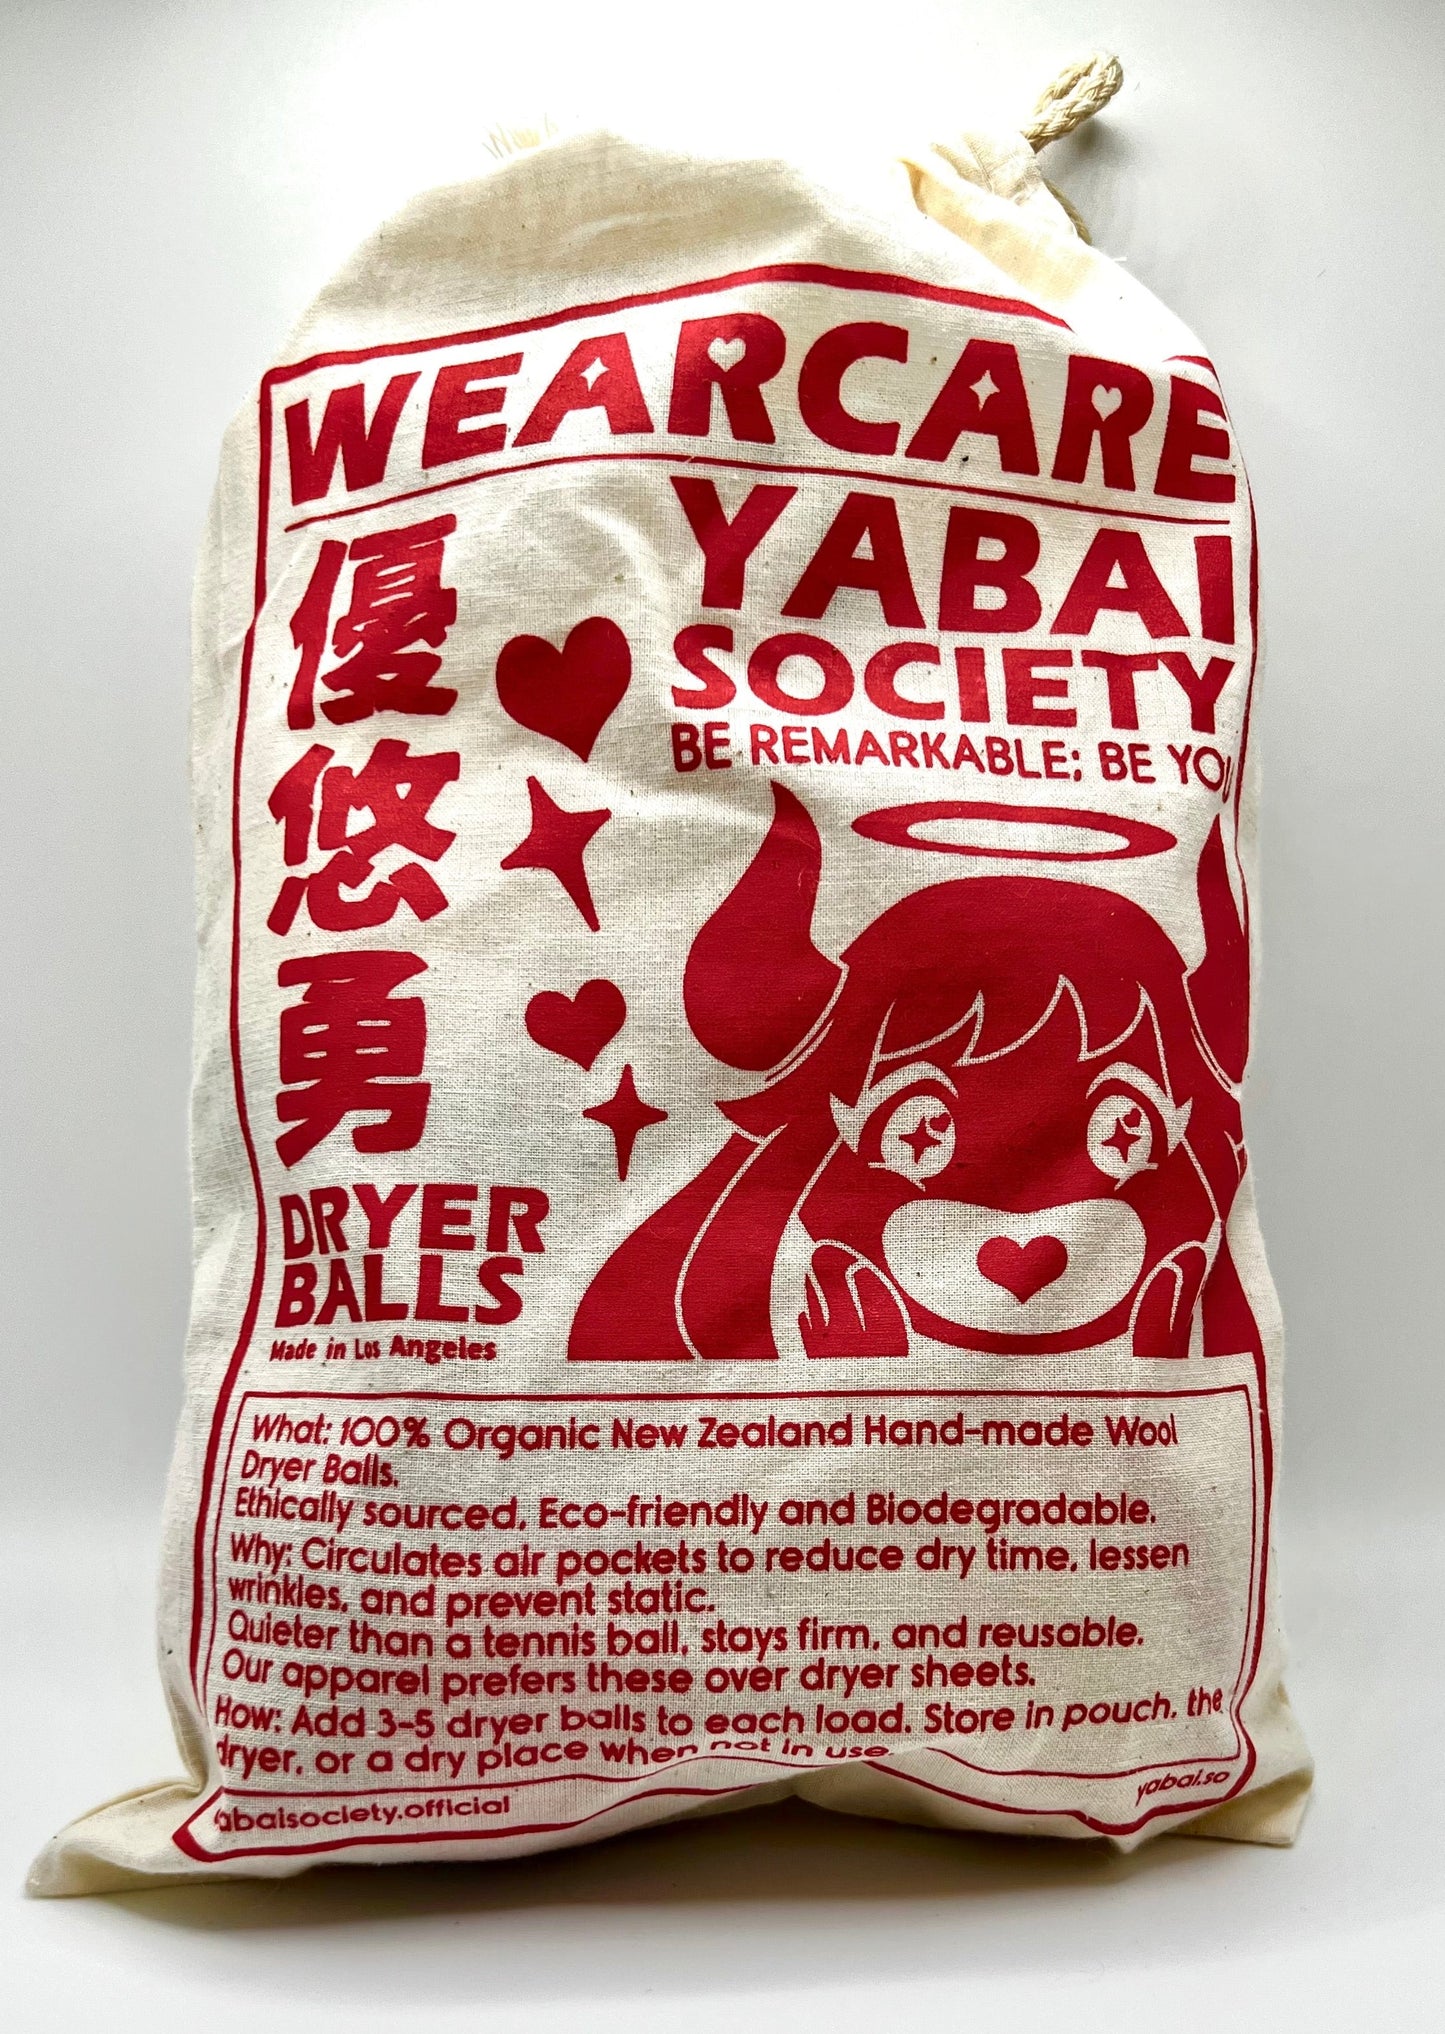 WEARCARE
YABAI
SOCIETY
BE REMARKABLE; BE YOU
優
悠
勇
DRYER
BALLS
Made in Los Angeles
What: 100% Organic New Zealand Hand-made Wool
Dryer Balls.
Ethically sourced, Eco-friendly and Biodegradable.
Why: Circulates air pockets to reduce dry time, lessen
wrinkles, and prevent static.
Quieter than a tennis ball, stays firm, and reusable.
Our apparel prefers these over dryer sheets.
How: Add 3-5 dryer balls to each load. Store in pouch, the
dryer, or a dry place when not in use.
abaisociety.official
yabai.so